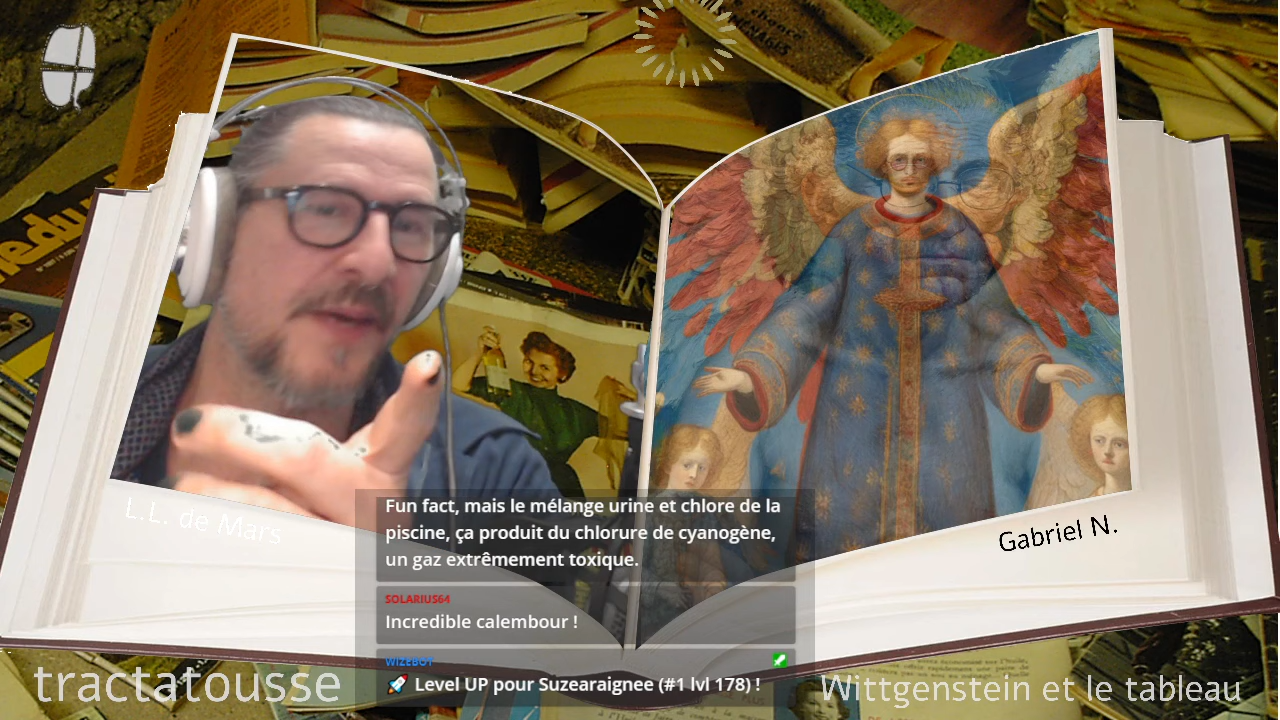 L.L. de Mars
Gabriel N.
Fun fact, mais le mélange urine et chlore de la
piscine, ça produit du chlorure de cyanogène,
un gaz extrêmement toxique.
SOLARIUS64
Incredible calembour !
WIZEBOT
Level UP pour Suzearaignee (#1 lvl 178) !
tractatousse
Wittgenstein et le tableau